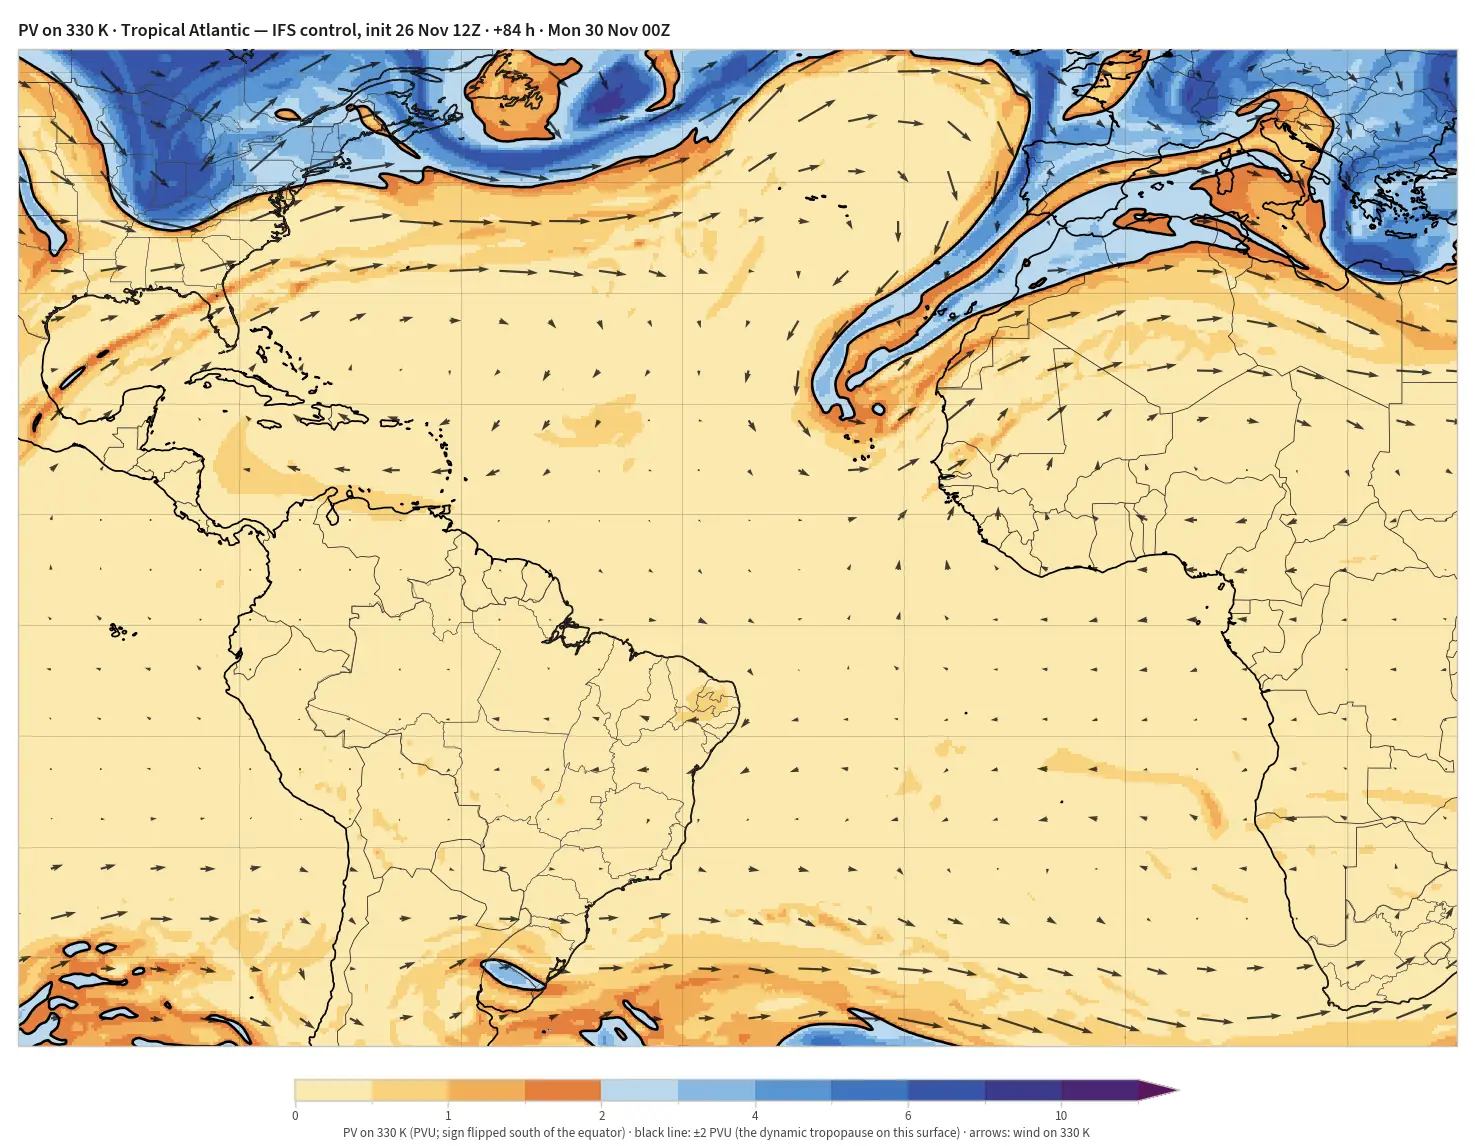 PV on 330 K · Tropical Atlantic — IFS control, init 26 Nov 12Z · +84 h · Mon 30 Nov 00Z
0 1 2 4 6 10
PV on 330 K (PVU; sign flipped south of the equator) · black line: ±2 PVU (the dynamic tropopause on this surface) · arrows: wind on 330 K